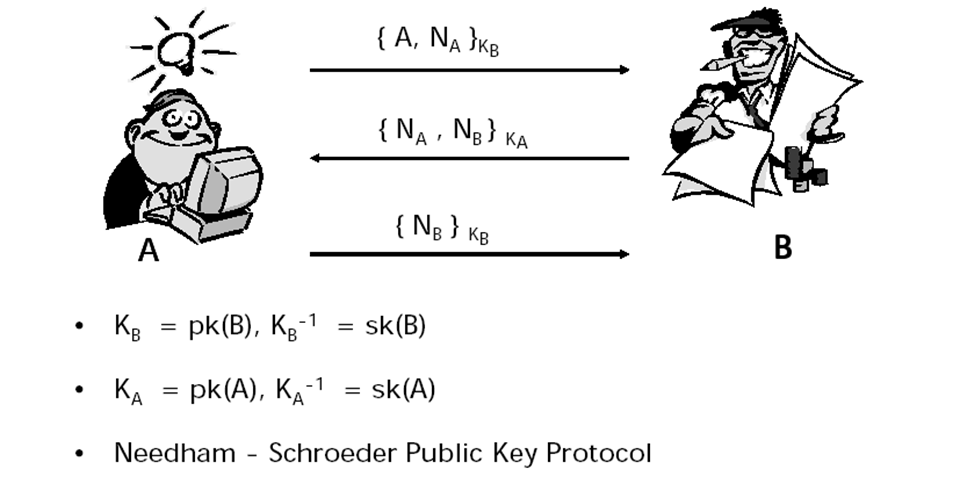 { A, N_A }_K_B
{ N_A , N_B } K_A
{ N_B } K_B
A
B
• K_B = pk(B), K_B^-1 = sk(B)
• K_A = pk(A), K_A^-1 = sk(A)
• Needham - Schroeder Public Key Protocol